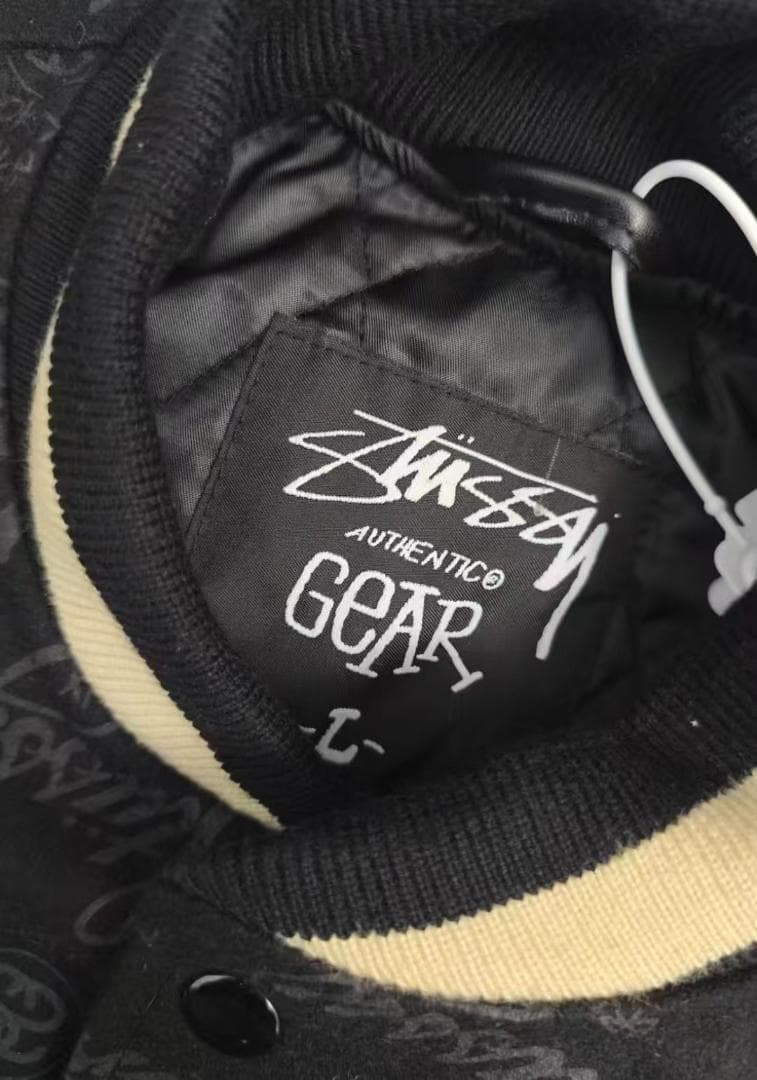 Stüssy
AUTHENTIC®
GeAR
-L-